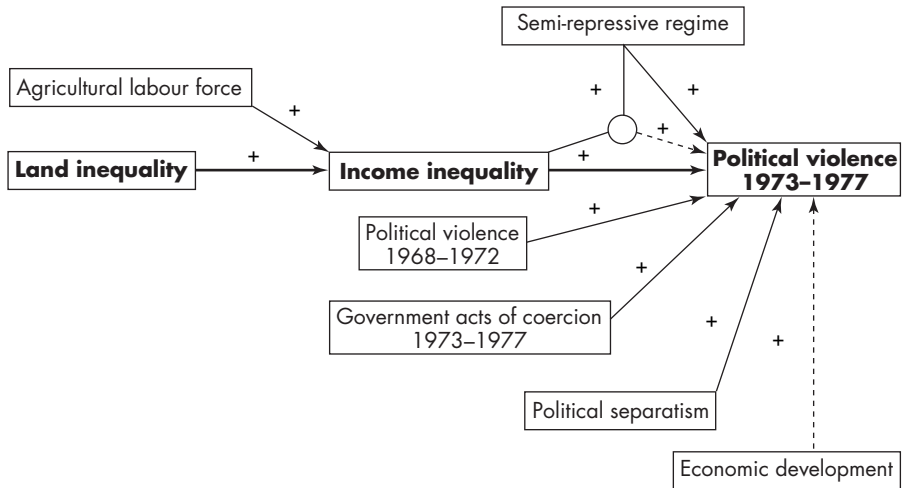 Semi-repressive regime
Agricultural labour force
+
+
+
+
Land inequality
+
Income inequality
+
Political violence
1973–1977
Political violence
1968–1972
+
Government acts of coercion
1973–1977
+
+
+
Political separatism
Economic development